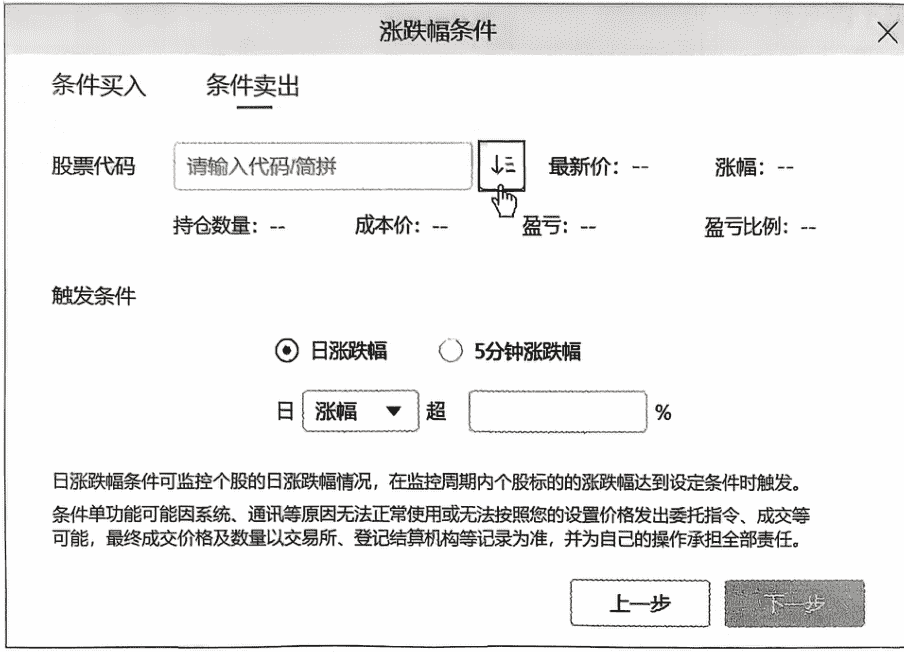 涨跌幅条件
条件买入 条件卖出
股票代码 请输入代码/简拼 最新价：-- 涨幅：--
持仓数量：-- 成本价：-- 盈亏：-- 盈亏比例：--
触发条件
日涨跌幅 5分钟涨跌幅
日 涨幅 超 %
日涨跌幅条件可监控个股的日涨跌幅情况，在监控周期内个股标的的涨跌幅达到设定条件时触发。
条件单功能可能因系统、通讯等原因无法正常使用或无法按照您的设置价格发出委托指令、成交等
可能，最终成交价格及数量以交易所、登记结算机构等记录为准，并为自己的操作承担全部责任。
上一步 下一步